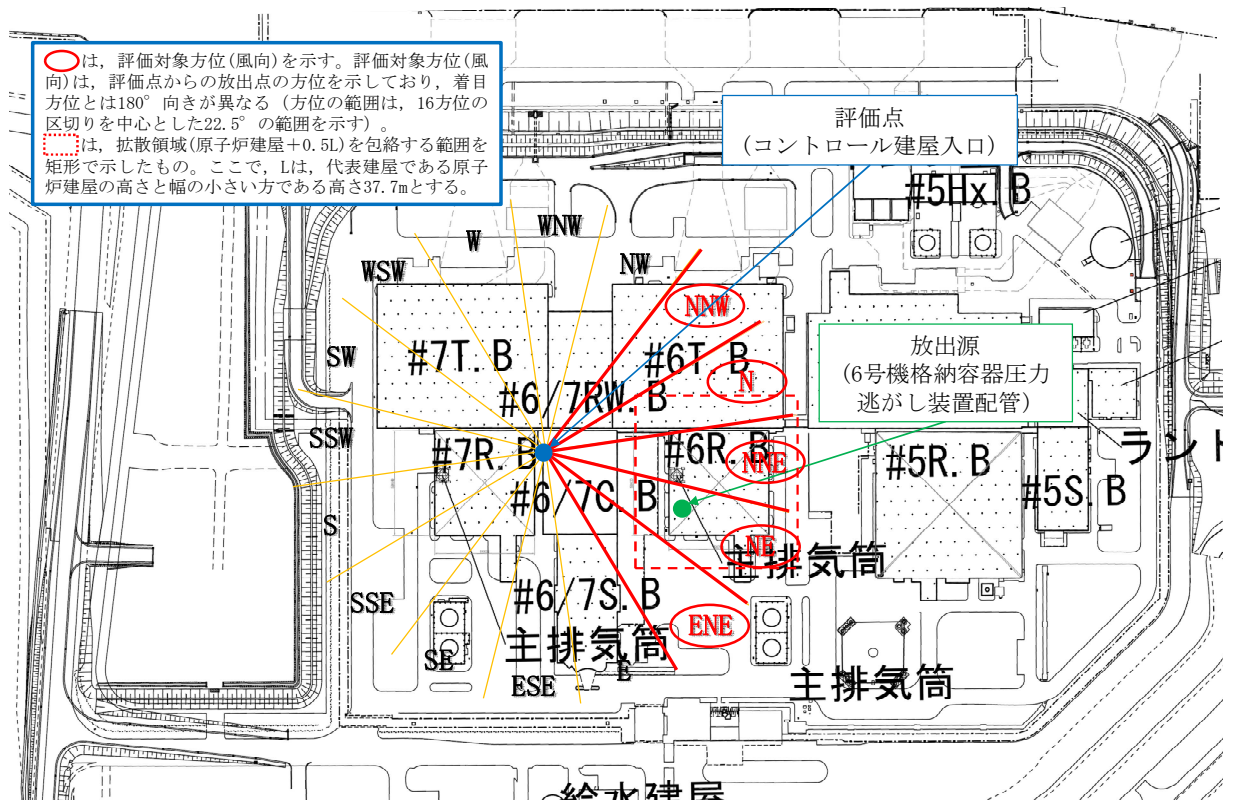 は，評価対象方位(風向)を示す。評価対象方位(風
向)は，評価点からの放出点の方位を示しており，着目
方位とは180°向きが異なる（方位の範囲は，16方位の
区切りを中心とした22.5°の範囲を示す）。
は，拡散領域(原子炉建屋＋0.5L)を包絡する範囲を
矩形で示したもの。ここで，Lは，代表建屋である原子
炉建屋の高さと幅の小さい方である高さ37.7mとする。
評価点
(コントロール建屋入口)
#5Hx.B
WNW
W
NW
WSW
NNW
放出源
(6号機格納容器圧力
逃がし装置配管)
SW
#7T.B
#6T.B
N
#6/7RW.B
SSW
#7R.B
#6R.B
NNE
#5R.B
ラント
#6/7C.B
#5S.B
S
NE
主排気筒
SSE
#6/7S.B
ENE
主排気筒
SE
E
ESE
主排気筒
給水建屋